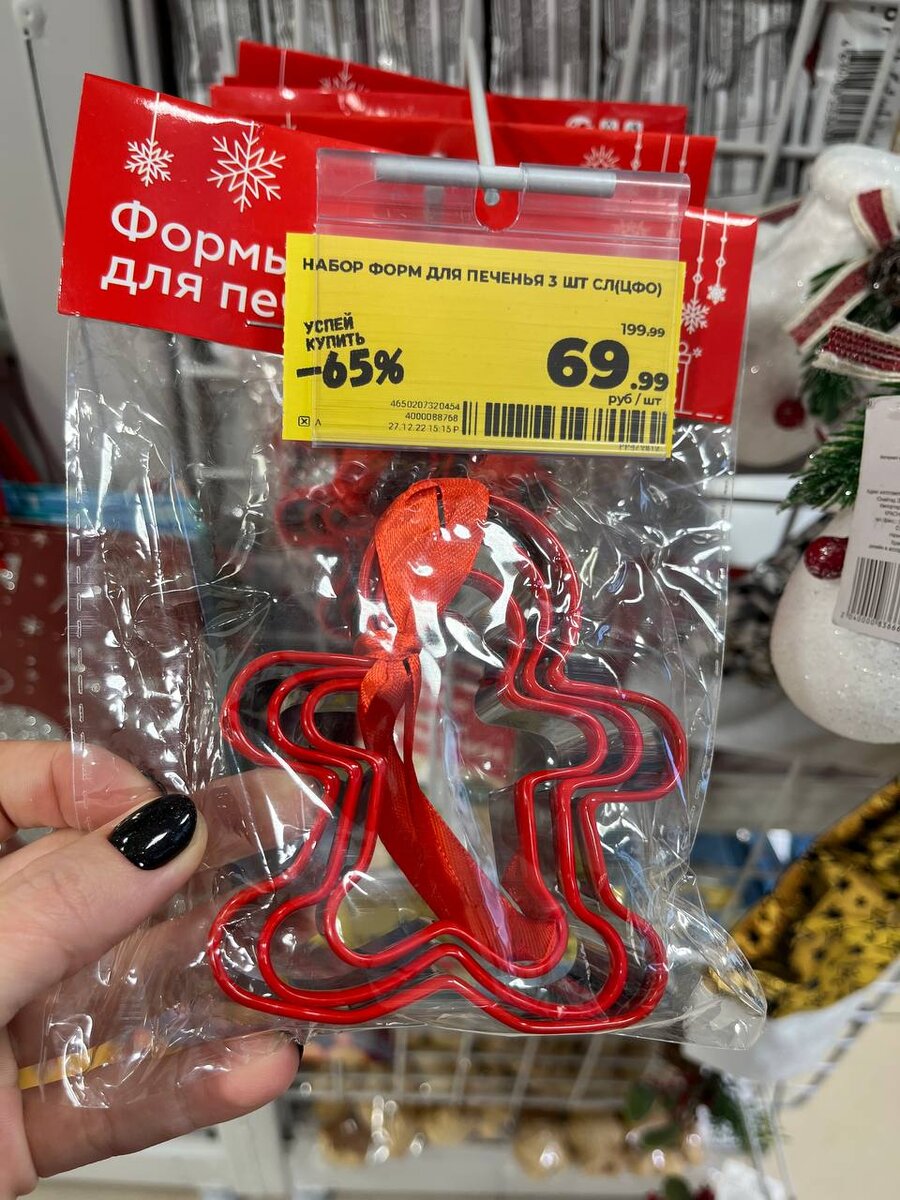 Формы
для пе
НАБОР ФОРМ ДЛЯ ПЕЧЕНЬЯ 3 ШТ СЛ(ЦФО)
УСПЕЙ
КУПИТЬ
-65%
199.99
69.99
руб / шт
4650207320454
4000088768
27.12.22 15:15 Р
А